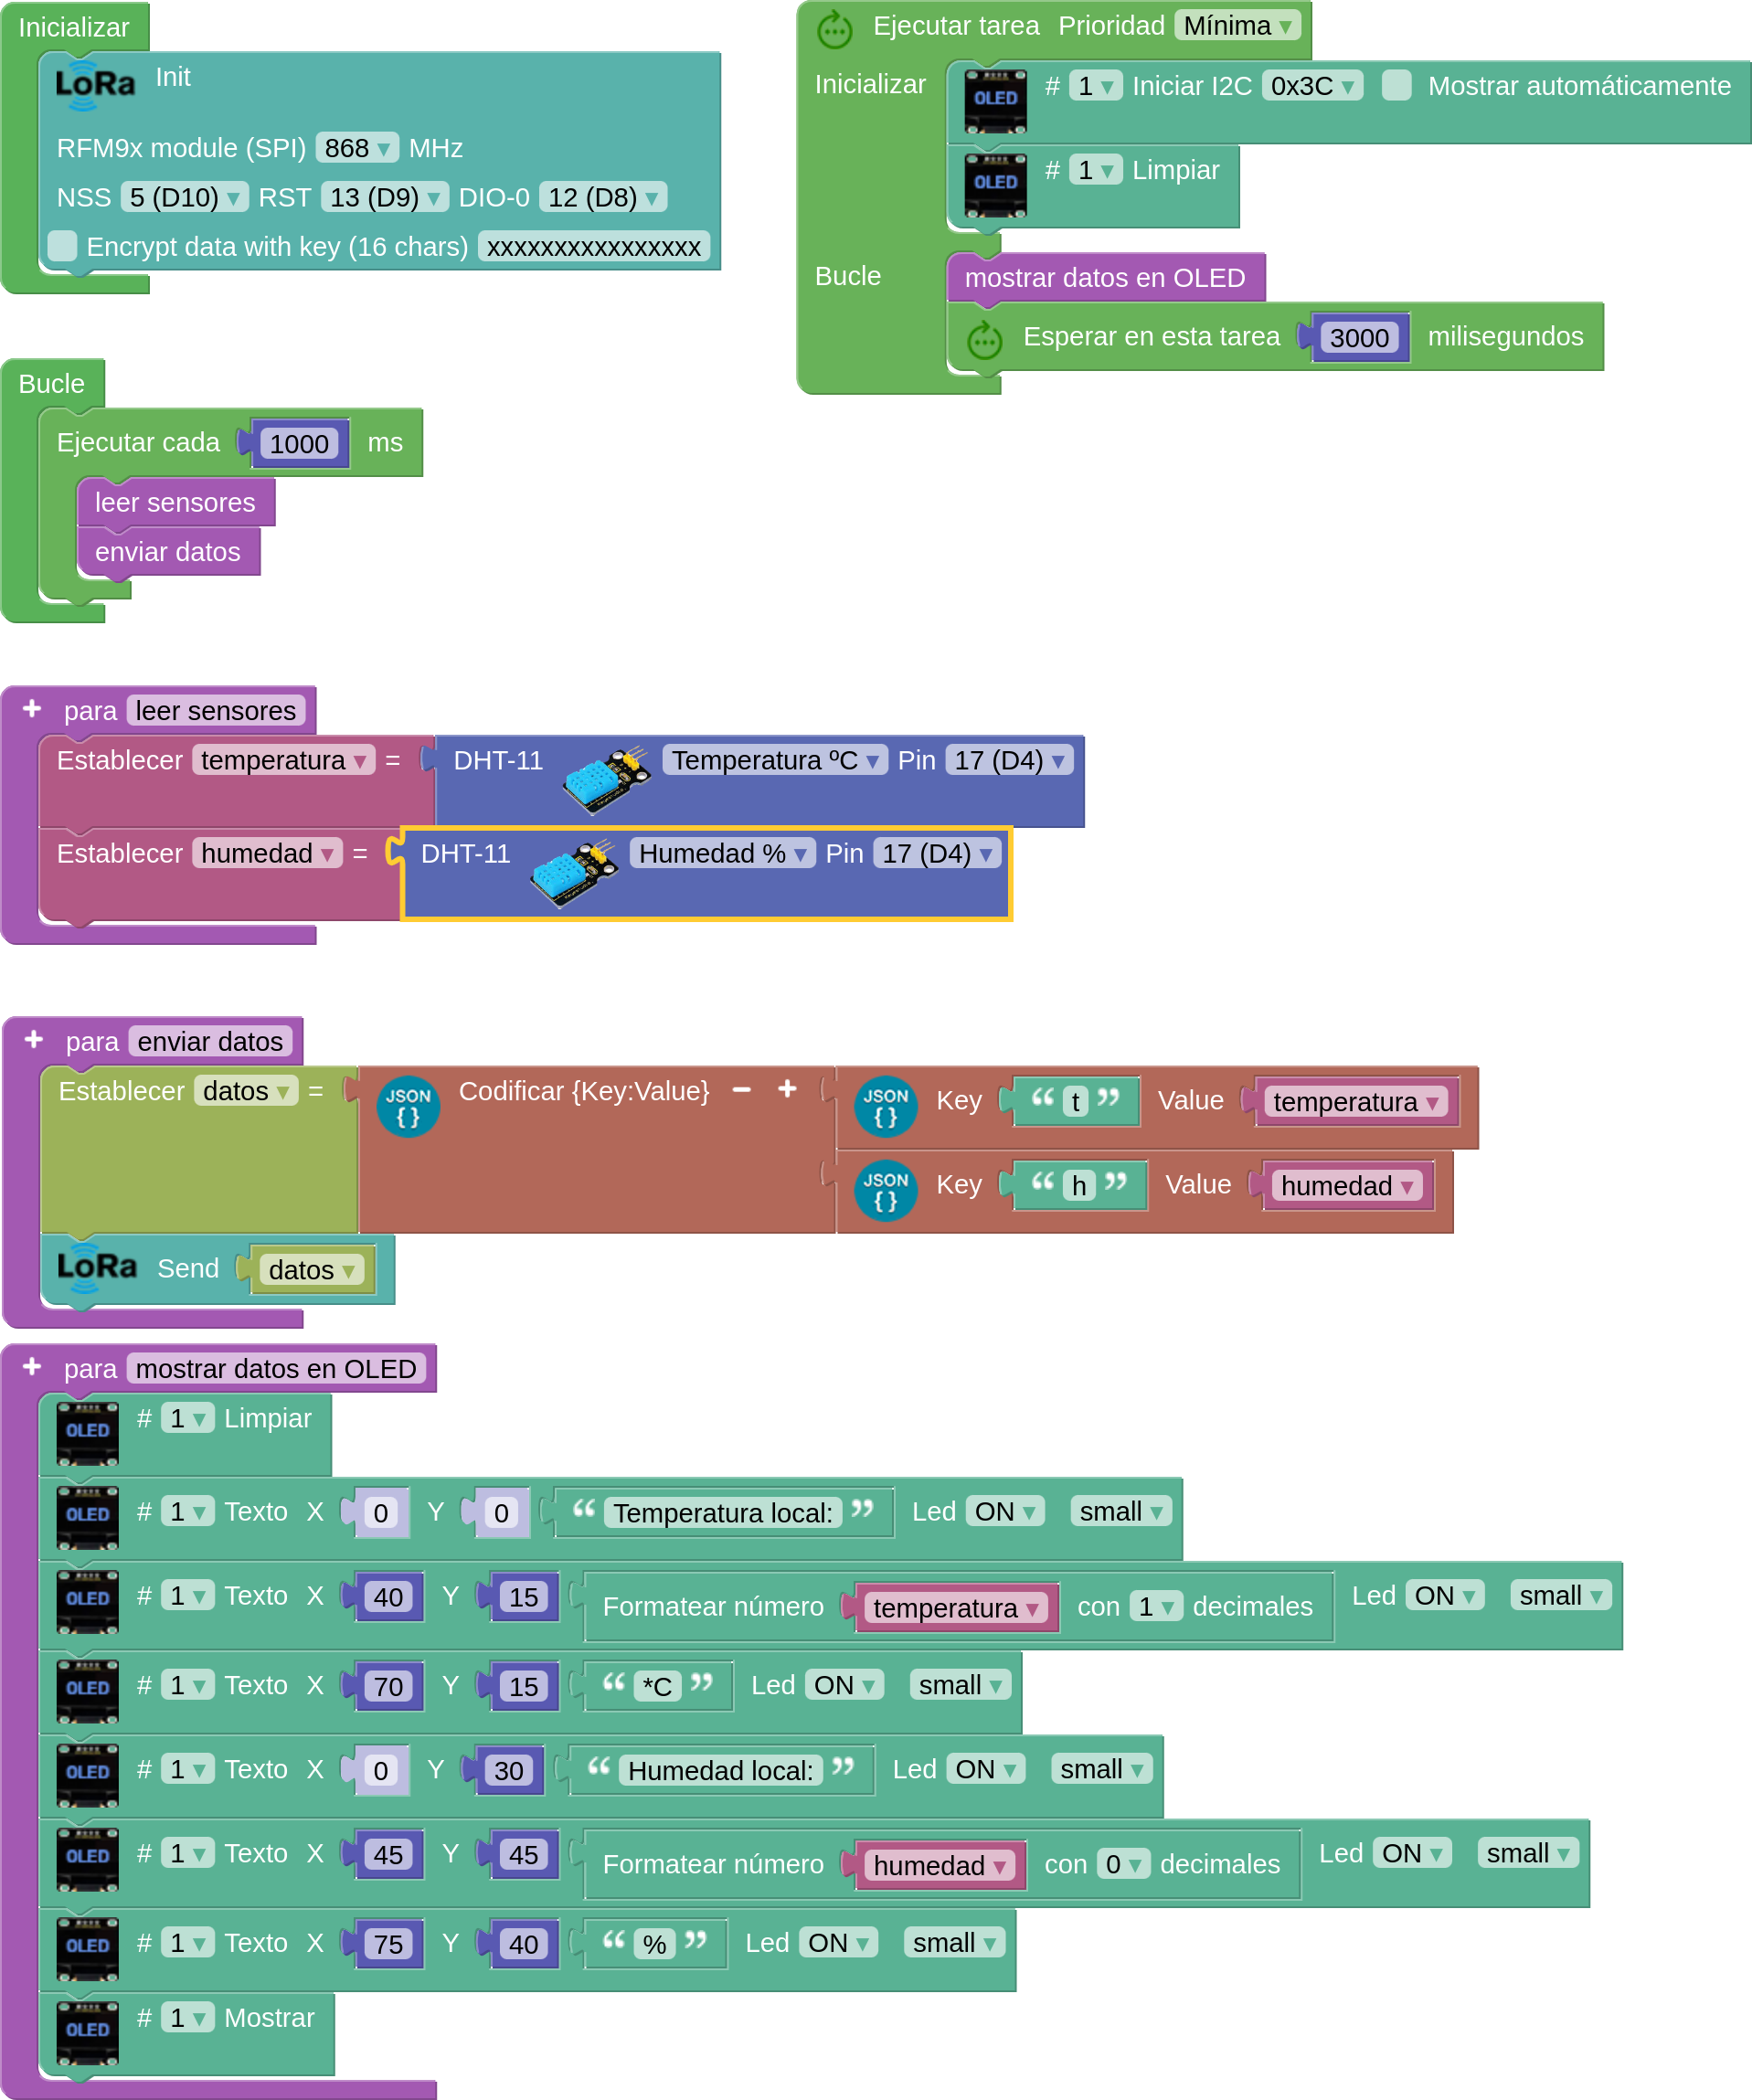 Inicializar
LoRa Init
RFM9x module (SPI) 868 MHz
NSS 5 (D10) RST 13 (D9) DIO-0 12 (D8)
Encrypt data with key (16 chars) xxxxxxxxxxxxxxxx
Ejecutar tarea Prioridad Mínima
Inicializar OLED # 1 Iniciar I2C 0x3C Mostrar automáticamente
OLED # 1 Limpiar
Bucle mostrar datos en OLED
Esperar en esta tarea 3000 milisegundos
Bucle
Ejecutar cada 1000 ms
leer sensores
enviar datos
+ para leer sensores
Establecer temperatura = DHT-11 Temperatura ºC Pin 17 (D4)
Establecer humedad = DHT-11 Humedad % Pin 17 (D4)
+ para enviar datos
Establecer datos = JSON { } Codificar {Key:Value} − + JSON { } Key “ t ” Value temperatura
JSON { } Key “ h ” Value humedad
LoRa Send datos
+ para mostrar datos en OLED
OLED # 1 Limpiar
OLED # 1 Texto X 0 Y 0 “ Temperatura local: ” Led ON small
OLED # 1 Texto X 40 Y 15 Formatear número temperatura con 1 decimales Led ON small
OLED # 1 Texto X 70 Y 15 “ *C ” Led ON small
OLED # 1 Texto X 0 Y 30 “ Humedad local: ” Led ON small
OLED # 1 Texto X 45 Y 45 Formatear número humedad con 0 decimales Led ON small
OLED # 1 Texto X 75 Y 40 “ % ” Led ON small
OLED # 1 Mostrar